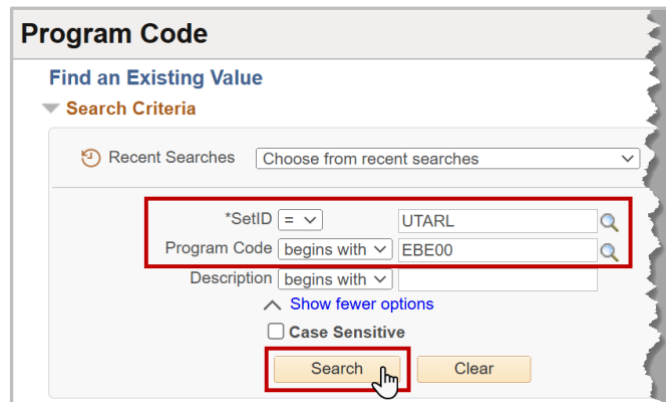 Program Code
Find an Existing Value
Search Criteria
Recent Searches Choose from recent searches
*SetID = UTARL
Program Code begins with EBE00
Description begins with
Show fewer options
Case Sensitive
Search Clear